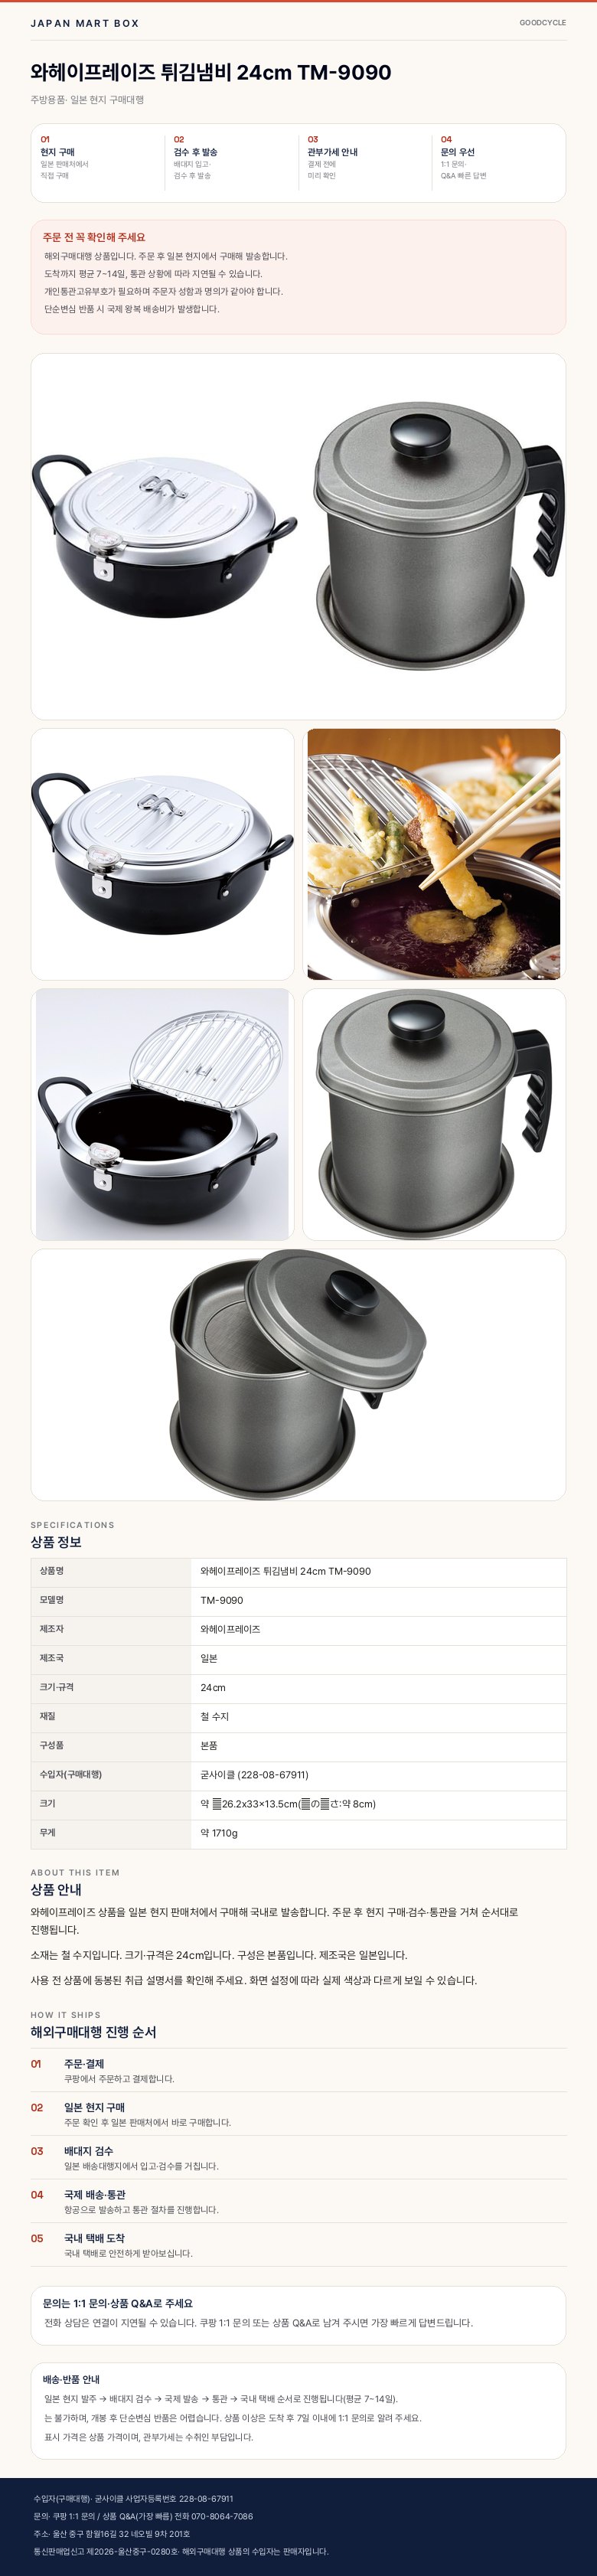 JAPAN MART BOX
GOODCYCLE
와헤이프레이즈 튀김냄비 24cm TM-9090
주방용품· 일본 현지 구매대행
01
현지 구매
일본 판매처에서
직접 구매
02
검수 후 발송
배대지 입고·
검수 후 발송
03
관부가세 안내
결제 전에
미리 확인
04
문의 우선
1:1 문의·
Q&A 빠른 답변
주문 전 꼭 확인해 주세요
해외구매대행 상품입니다. 주문 후 일본 현지에서 구매해 발송합니다.
도착까지 평균 7~14일, 통관 상황에 따라 지연될 수 있습니다.
개인통관고유부호가 필요하며 주문자 성함과 명의가 같아야 합니다.
단순변심 반품 시 국제 왕복 배송비가 발생합니다.
SPECIFICATIONS
상품 정보
상품명 와헤이프레이즈 튀김냄비 24cm TM-9090
모델명 TM-9090
제조자 와헤이프레이즈
제조국 일본
크기·규격 24cm
재질 철 수지
구성품 본품
수입자(구매대행) 굳사이클 (228-08-67911)
크기 약 26.2x33×13.5cm(の さ:약 8cm)
무게 약 1710g
ABOUT THIS ITEM
상품 안내
와헤이프레이즈 상품을 일본 현지 판매처에서 구매해 국내로 발송합니다. 주문 후 현지 구매·검수·통관을 거쳐 순서대로
진행됩니다.
소재는 철 수지입니다. 크기·규격은 24cm입니다. 구성은 본품입니다. 제조국은 일본입니다.
사용 전 상품에 동봉된 취급 설명서를 확인해 주세요. 화면 설정에 따라 실제 색상과 다르게 보일 수 있습니다.
HOW IT SHIPS
해외구매대행 진행 순서
01 주문·결제
쿠팡에서 주문하고 결제합니다.
02 일본 현지 구매
주문 확인 후 일본 판매처에서 바로 구매합니다.
03 배대지 검수
일본 배송대행지에서 입고·검수를 거칩니다.
04 국제 배송·통관
항공으로 발송하고 통관 절차를 진행합니다.
05 국내 택배 도착
국내 택배로 안전하게 받아보십니다.
문의는 1:1 문의·상품 Q&A로 주세요
전화 상담은 연결이 지연될 수 있습니다. 쿠팡 1:1 문의 또는 상품 Q&A로 남겨 주시면 가장 빠르게 답변드립니다.
배송·반품 안내
일본 현지 발주 → 배대지 검수 → 국제 발송 → 통관 → 국내 택배 순서로 진행됩니다(평균 7~14일).
는 불가하며, 개봉 후 단순변심 반품은 어렵습니다. 상품 이상은 도착 후 7일 이내에 1:1 문의로 알려 주세요.
표시 가격은 상품 가격이며, 관부가세는 수취인 부담입니다.
수입자(구매대행)· 굳사이클 사업자등록번호 228-08-67911
문의· 쿠팡 1:1 문의 / 상품 Q&A(가장 빠름) 전화 070-8064-7086
주소· 울산 중구 함월16길 32 네오빌 9차 201호
통신판매업신고 제2026-울산중구-0280호· 해외구매대행 상품의 수입자는 판매자입니다.